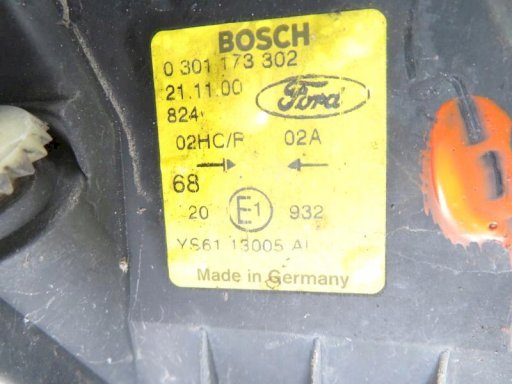 BOSCH
0 301 173 302
21.11.00 Ford
824
02HC/R 02A
68
20 E1 932
YS61 13005 A
Made in Germany